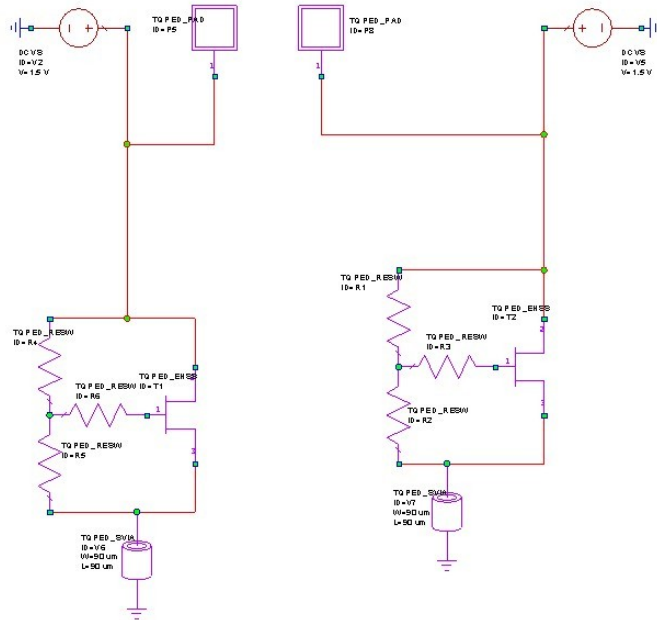 TQPED_PAD
ID=P5
TQPED_PAD
ID=P8
DCVS
ID=V2
V=1.5 V
DCVS
ID=V5
V=1.5 V
1
1
TQPED_RESW
ID=R1
TQPED_EHSS
ID=T2
2
TQPED_RESW
ID=R3
1
3
TQPED_RESW
ID=R2
TQPED_RESW
ID=R4
TQPED_EHSS
ID=T1
TQPED_RESW
ID=R6
1
3
TQPED_RESW
ID=R5
TQPED_SVIA
ID=V7
W=90 um
L=90 um
TQPED_SVIA
ID=V6
W=90 um
L=90 um